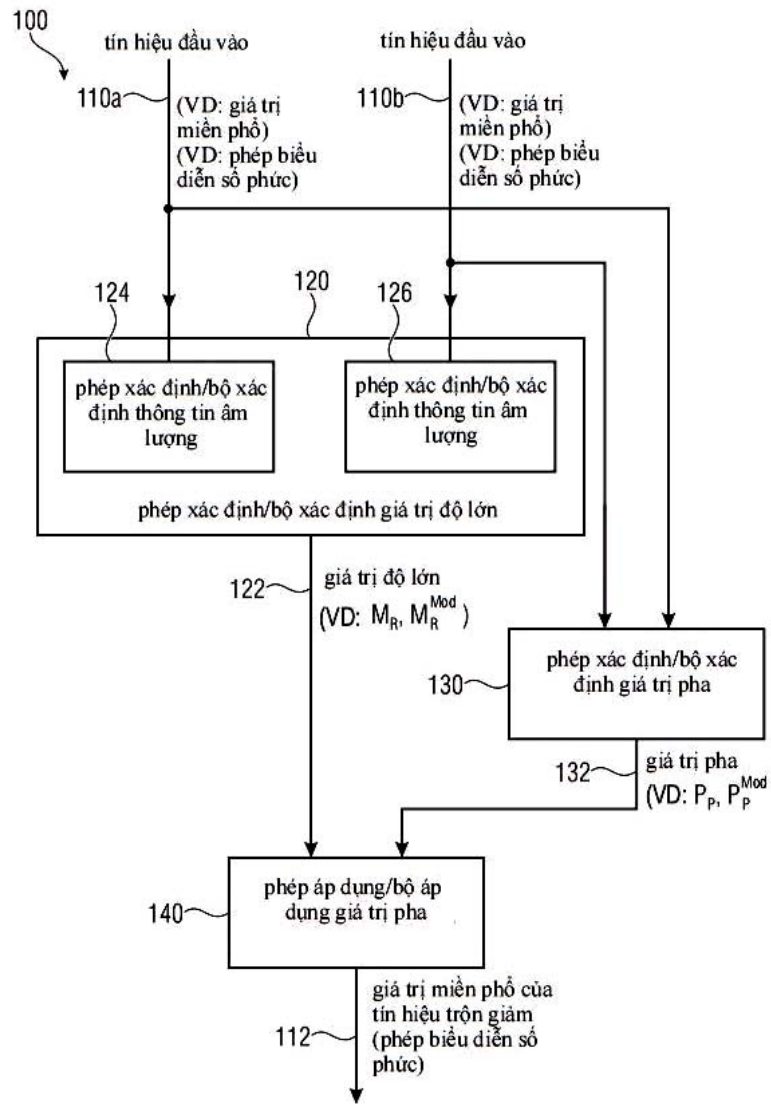 100
tín hiệu đầu vào
tín hiệu đầu vào
110a
(VD: giá trị
miền phổ)
(VD: phép biểu
diễn số phức)
110b
(VD: giá trị
miền phổ)
(VD: phép biểu
diễn số phức)
124
120
126
phép xác định/bộ xác
định thông tin âm
lượng
phép xác định/bộ xác
định thông tin âm
lượng
phép xác định/bộ xác định giá trị độ lớn
122
giá trị độ lớn
(VD: M_R, M_R^Mod )
130
phép xác định/bộ xác
định giá trị pha
132
giá trị pha
(VD: P_P, P_P^Mod
140
phép áp dụng/bộ áp
dụng giá trị pha
112
giá trị miền phổ của
tín hiệu trộn giảm
(phép biểu diễn số
phức)